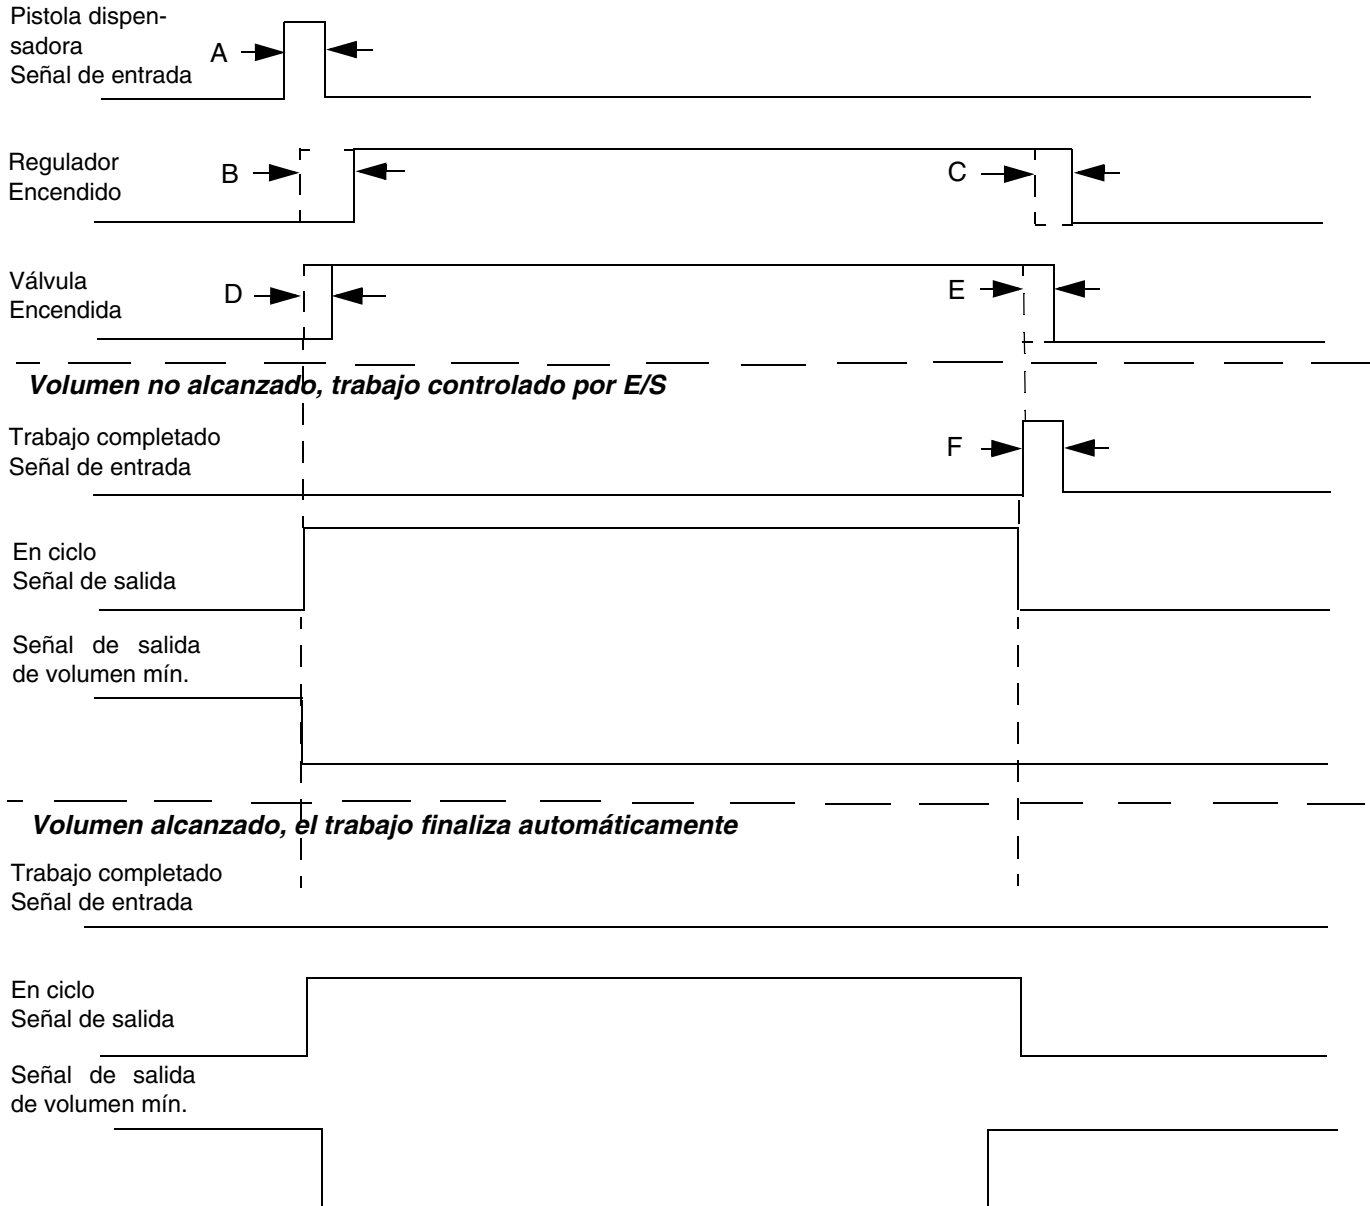 Pistola dispen-
sadora
Señal de entrada
A
Regulador
Encendido
B
C
Válvula
Encendida
D
E
Volumen no alcanzado, trabajo controlado por E/S
Trabajo completado
Señal de entrada
F
En ciclo
Señal de salida
Señal de salida
de volumen mín.
Volumen alcanzado, el trabajo finaliza automáticamente
Trabajo completado
Señal de entrada
En ciclo
Señal de salida
Señal de salida
de volumen mín.